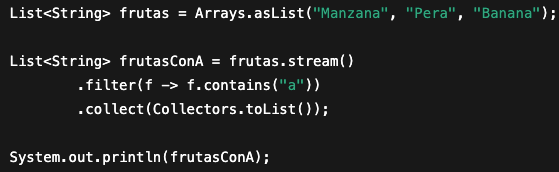 List<String> frutas = Arrays.asList("Manzana", "Pera", "Banana");
List<String> frutasConA = frutas.stream()
.filter(f -> f.contains("a"))
.collect(Collectors.toList());
System.out.println(frutasConA);